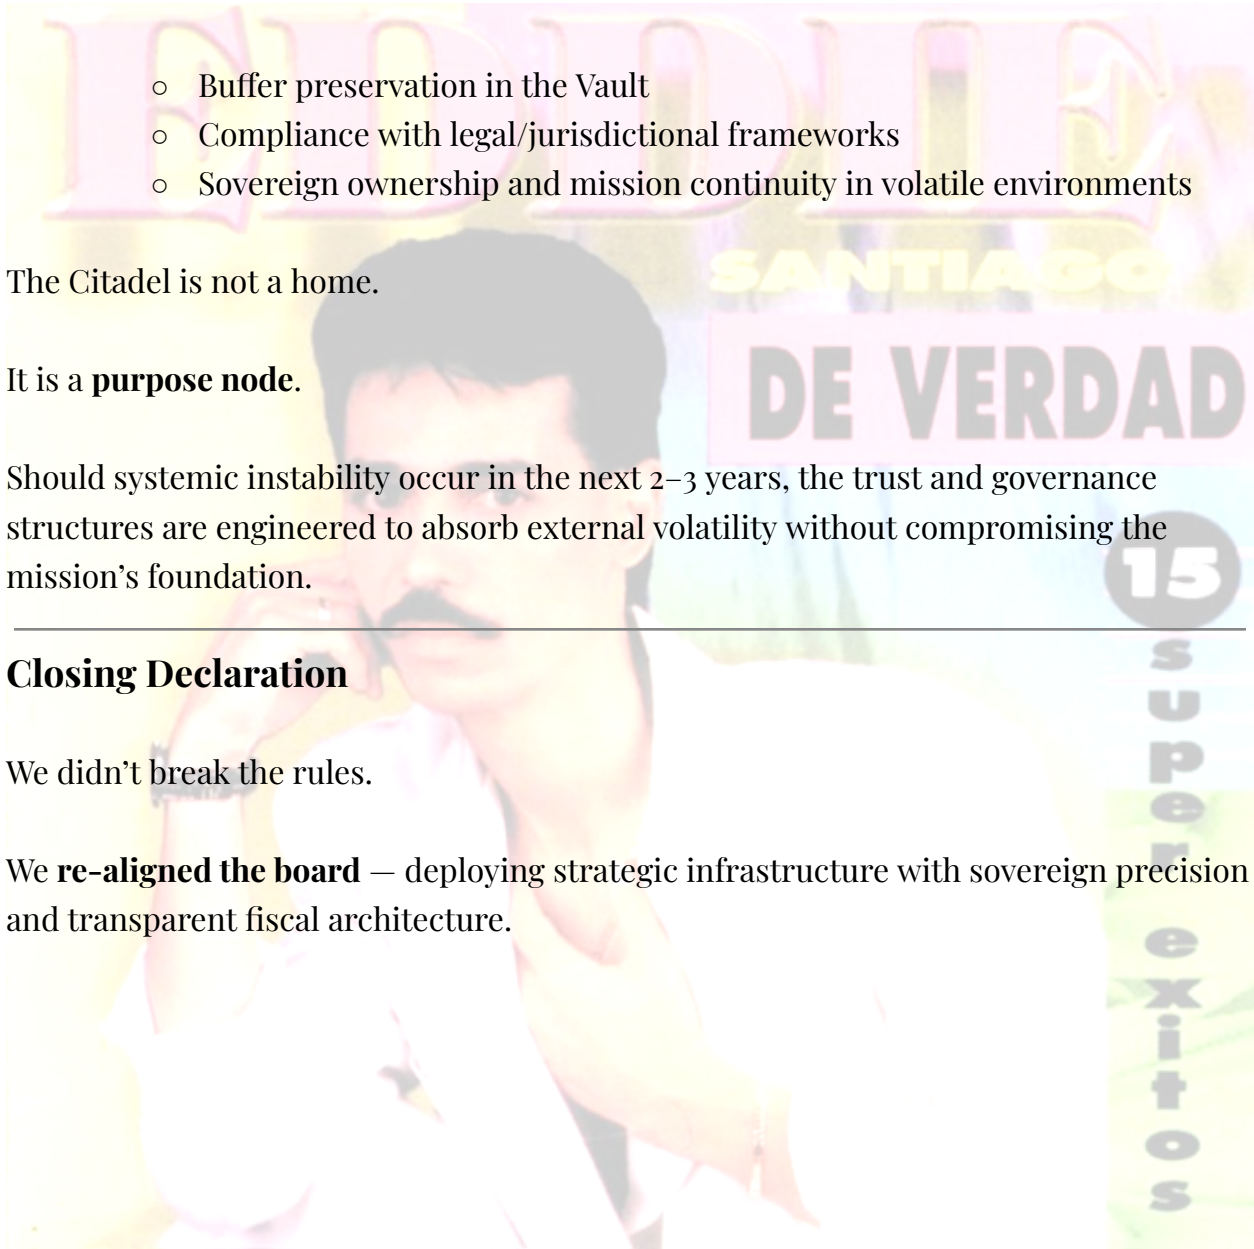 EDDIE
○ Buffer preservation in the Vault
○ Compliance with legal/jurisdictional frameworks
○ Sovereign ownership and mission continuity in volatile environments
SANTIAGO
The Citadel is not a home.
DE VERDAD
It is a purpose node.
Should systemic instability occur in the next 2–3 years, the trust and governance
structures are engineered to absorb external volatility without compromising the
mission’s foundation.
15
super exitos
Closing Declaration
We didn’t break the rules.
We re-aligned the board — deploying strategic infrastructure with sovereign precision
and transparent fiscal architecture.